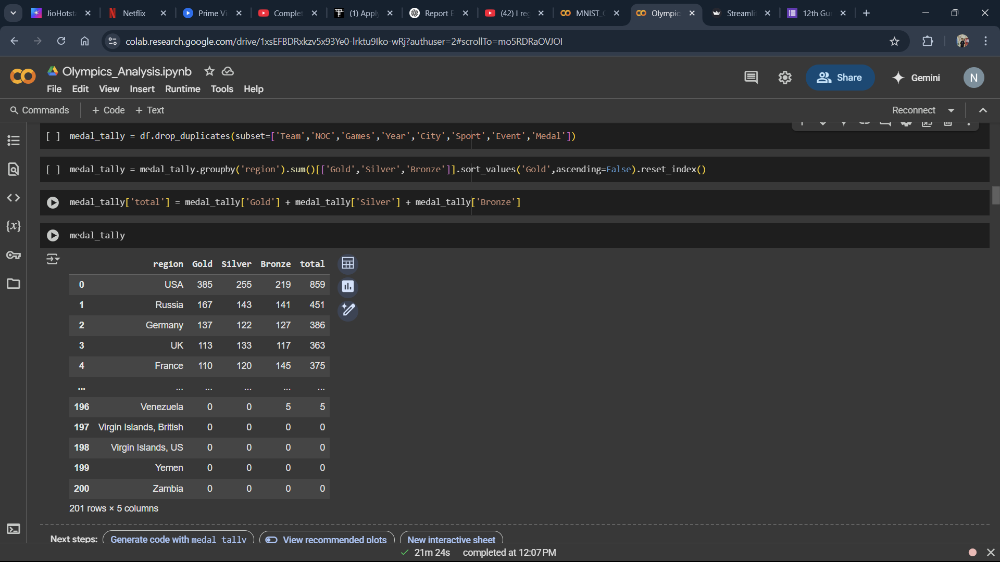 JioHotsta
Netflix
Prime Vi
Complet
(1) Apply
Report E
(42) I reg
MNIST_
Olympic
Streamli
12th Gu
colab.research.google.com/drive/1xsEFBDRxkzv5x93Ye0-lrktu9Iko-wRj?authuser=2#scrollTo=mo5RDRaOVJOI
Olympics_Analysis.ipynb
File Edit View Insert Runtime Tools Help
Share
Gemini
N
Commands + Code + Text
Reconnect
[ ] medal_tally = df.drop_duplicates(subset=['Team','NOC','Games','Year','City','Sport','Event','Medal'])
[ ] medal_tally = medal_tally.groupby('region').sum()[['Gold','Silver','Bronze']].sort_values('Gold',ascending=False).reset_index()
medal_tally['total'] = medal_tally['Gold'] + medal_tally['Silver'] + medal_tally['Bronze']
medal_tally
region Gold Silver Bronze total
0 USA 385 255 219 859
1 Russia 167 143 141 451
2 Germany 137 122 127 386
3 UK 113 133 117 363
4 France 110 120 145 375
... ... ... ... ... ...
196 Venezuela 0 0 5 5
197 Virgin Islands, British 0 0 0 0
198 Virgin Islands, US 0 0 0 0
199 Yemen 0 0 0 0
200 Zambia 0 0 0 0
201 rows × 5 columns
Next steps: Generate code with medal_tally View recommended plots New interactive sheet
21m 24s completed at 12:07 PM